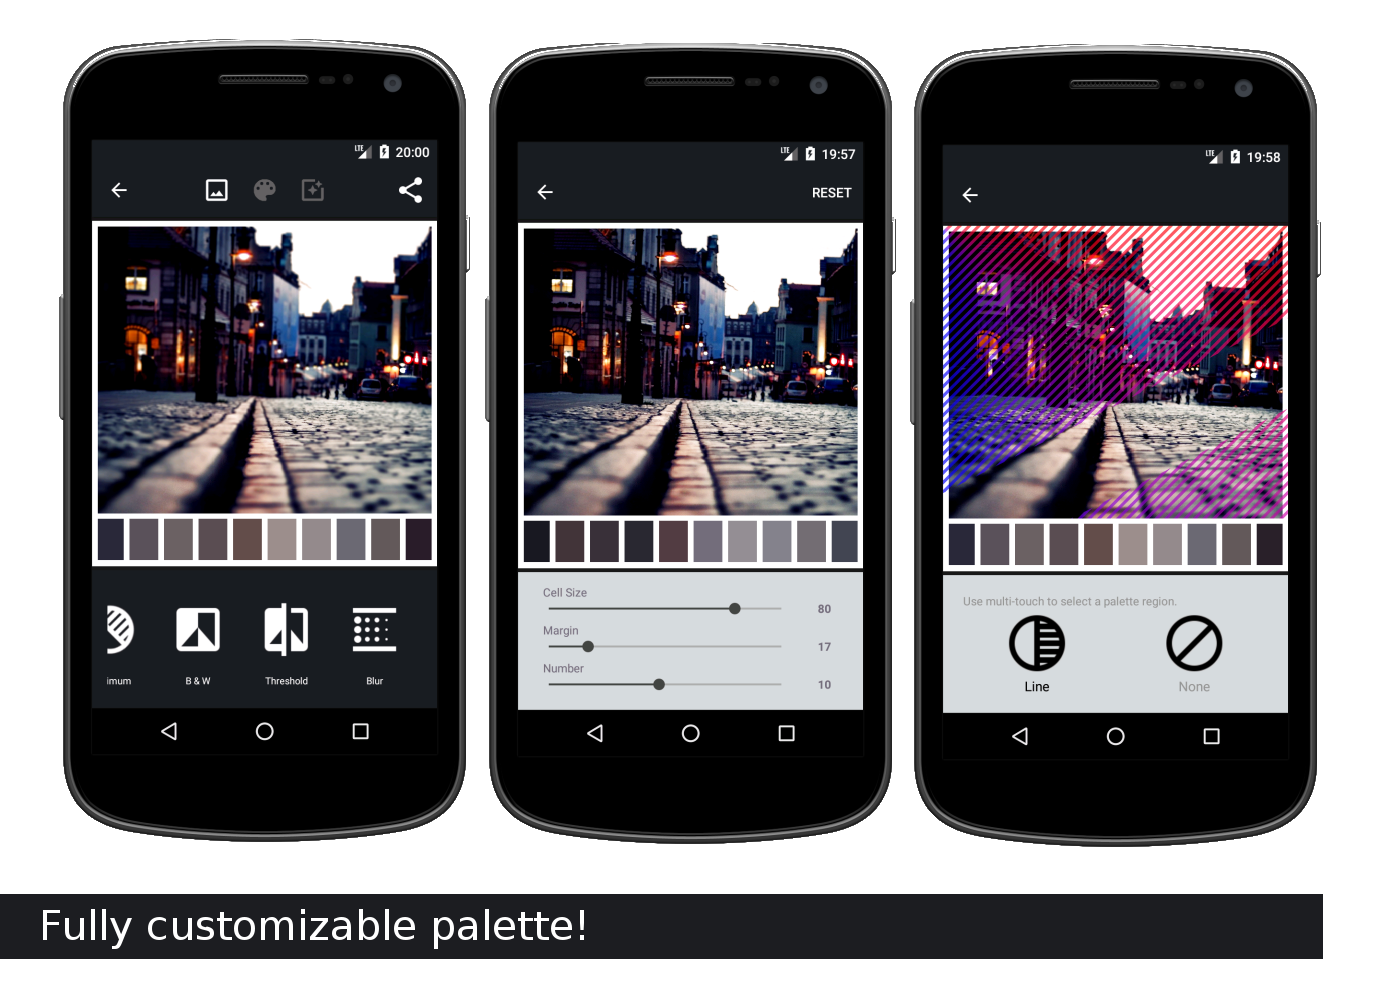 LTE 20:00
imum
B & W
Threshold
Blur
LTE 19:57
RESET
Cell Size
80
Margin
17
Number
10
LTE 19:58
Use multi-touch to select a palette region.
Line
None
Fully customizable palette!